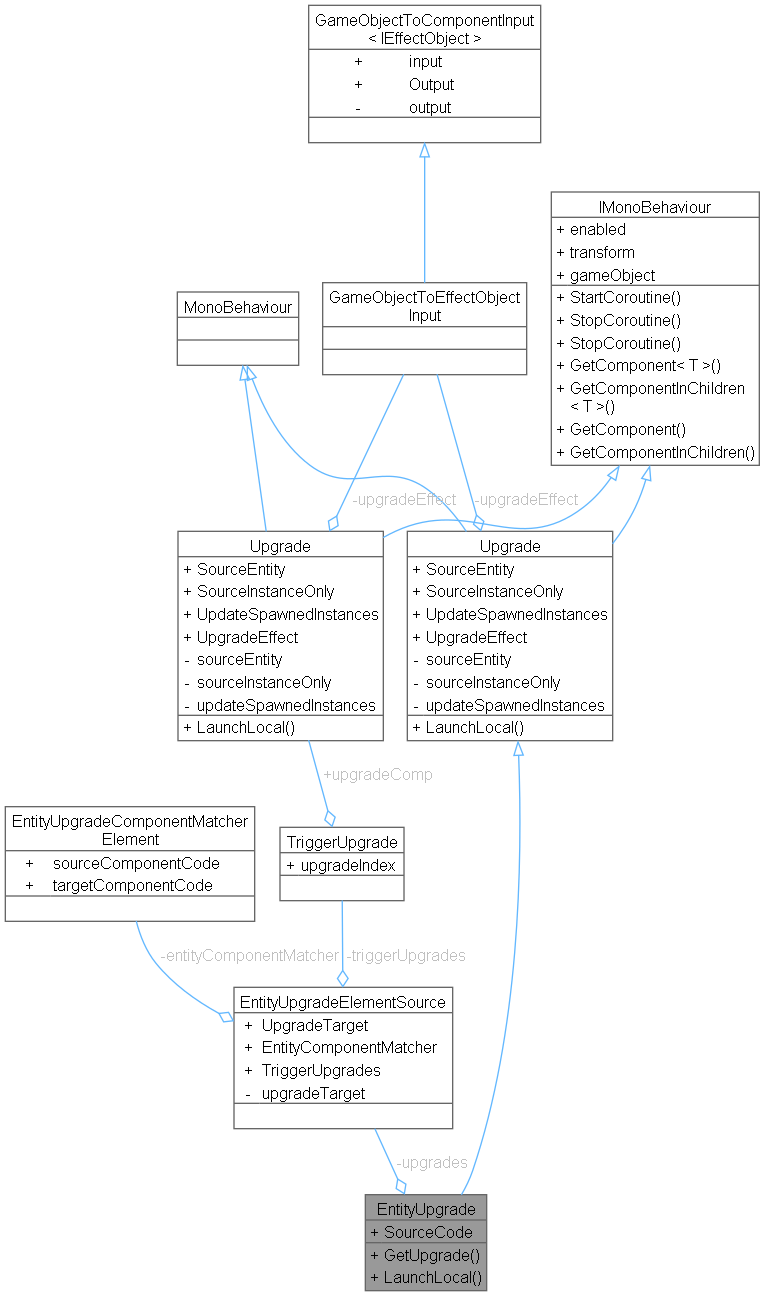 GameObjectToComponentInput
< IEffectObject >
+ input
+ Output
- output
IMonoBehaviour
+ enabled
+ transform
+ gameObject
+ StartCoroutine()
+ StopCoroutine()
+ StopCoroutine()
+ GetComponent< T >()
+ GetComponentInChildren
< T >()
+ GetComponent()
+ GetComponentInChildren()
MonoBehaviour
GameObjectToEffectObject
Input
-upgradeEffect
-upgradeEffect
Upgrade
+ SourceEntity
+ SourceInstanceOnly
+ UpdateSpawnedInstances
+ UpgradeEffect
- sourceEntity
- sourceInstanceOnly
- updateSpawnedInstances
+ LaunchLocal()
Upgrade
+ SourceEntity
+ SourceInstanceOnly
+ UpdateSpawnedInstances
+ UpgradeEffect
- sourceEntity
- sourceInstanceOnly
- updateSpawnedInstances
+ LaunchLocal()
+upgradeComp
EntityUpgradeComponentMatcher
Element
+ sourceComponentCode
+ targetComponentCode
TriggerUpgrade
+ upgradeIndex
-entityComponentMatcher
-triggerUpgrades
EntityUpgradeElementSource
+ UpgradeTarget
+ EntityComponentMatcher
+ TriggerUpgrades
- upgradeTarget
-upgrades
EntityUpgrade
+ SourceCode
+ GetUpgrade()
+ LaunchLocal()